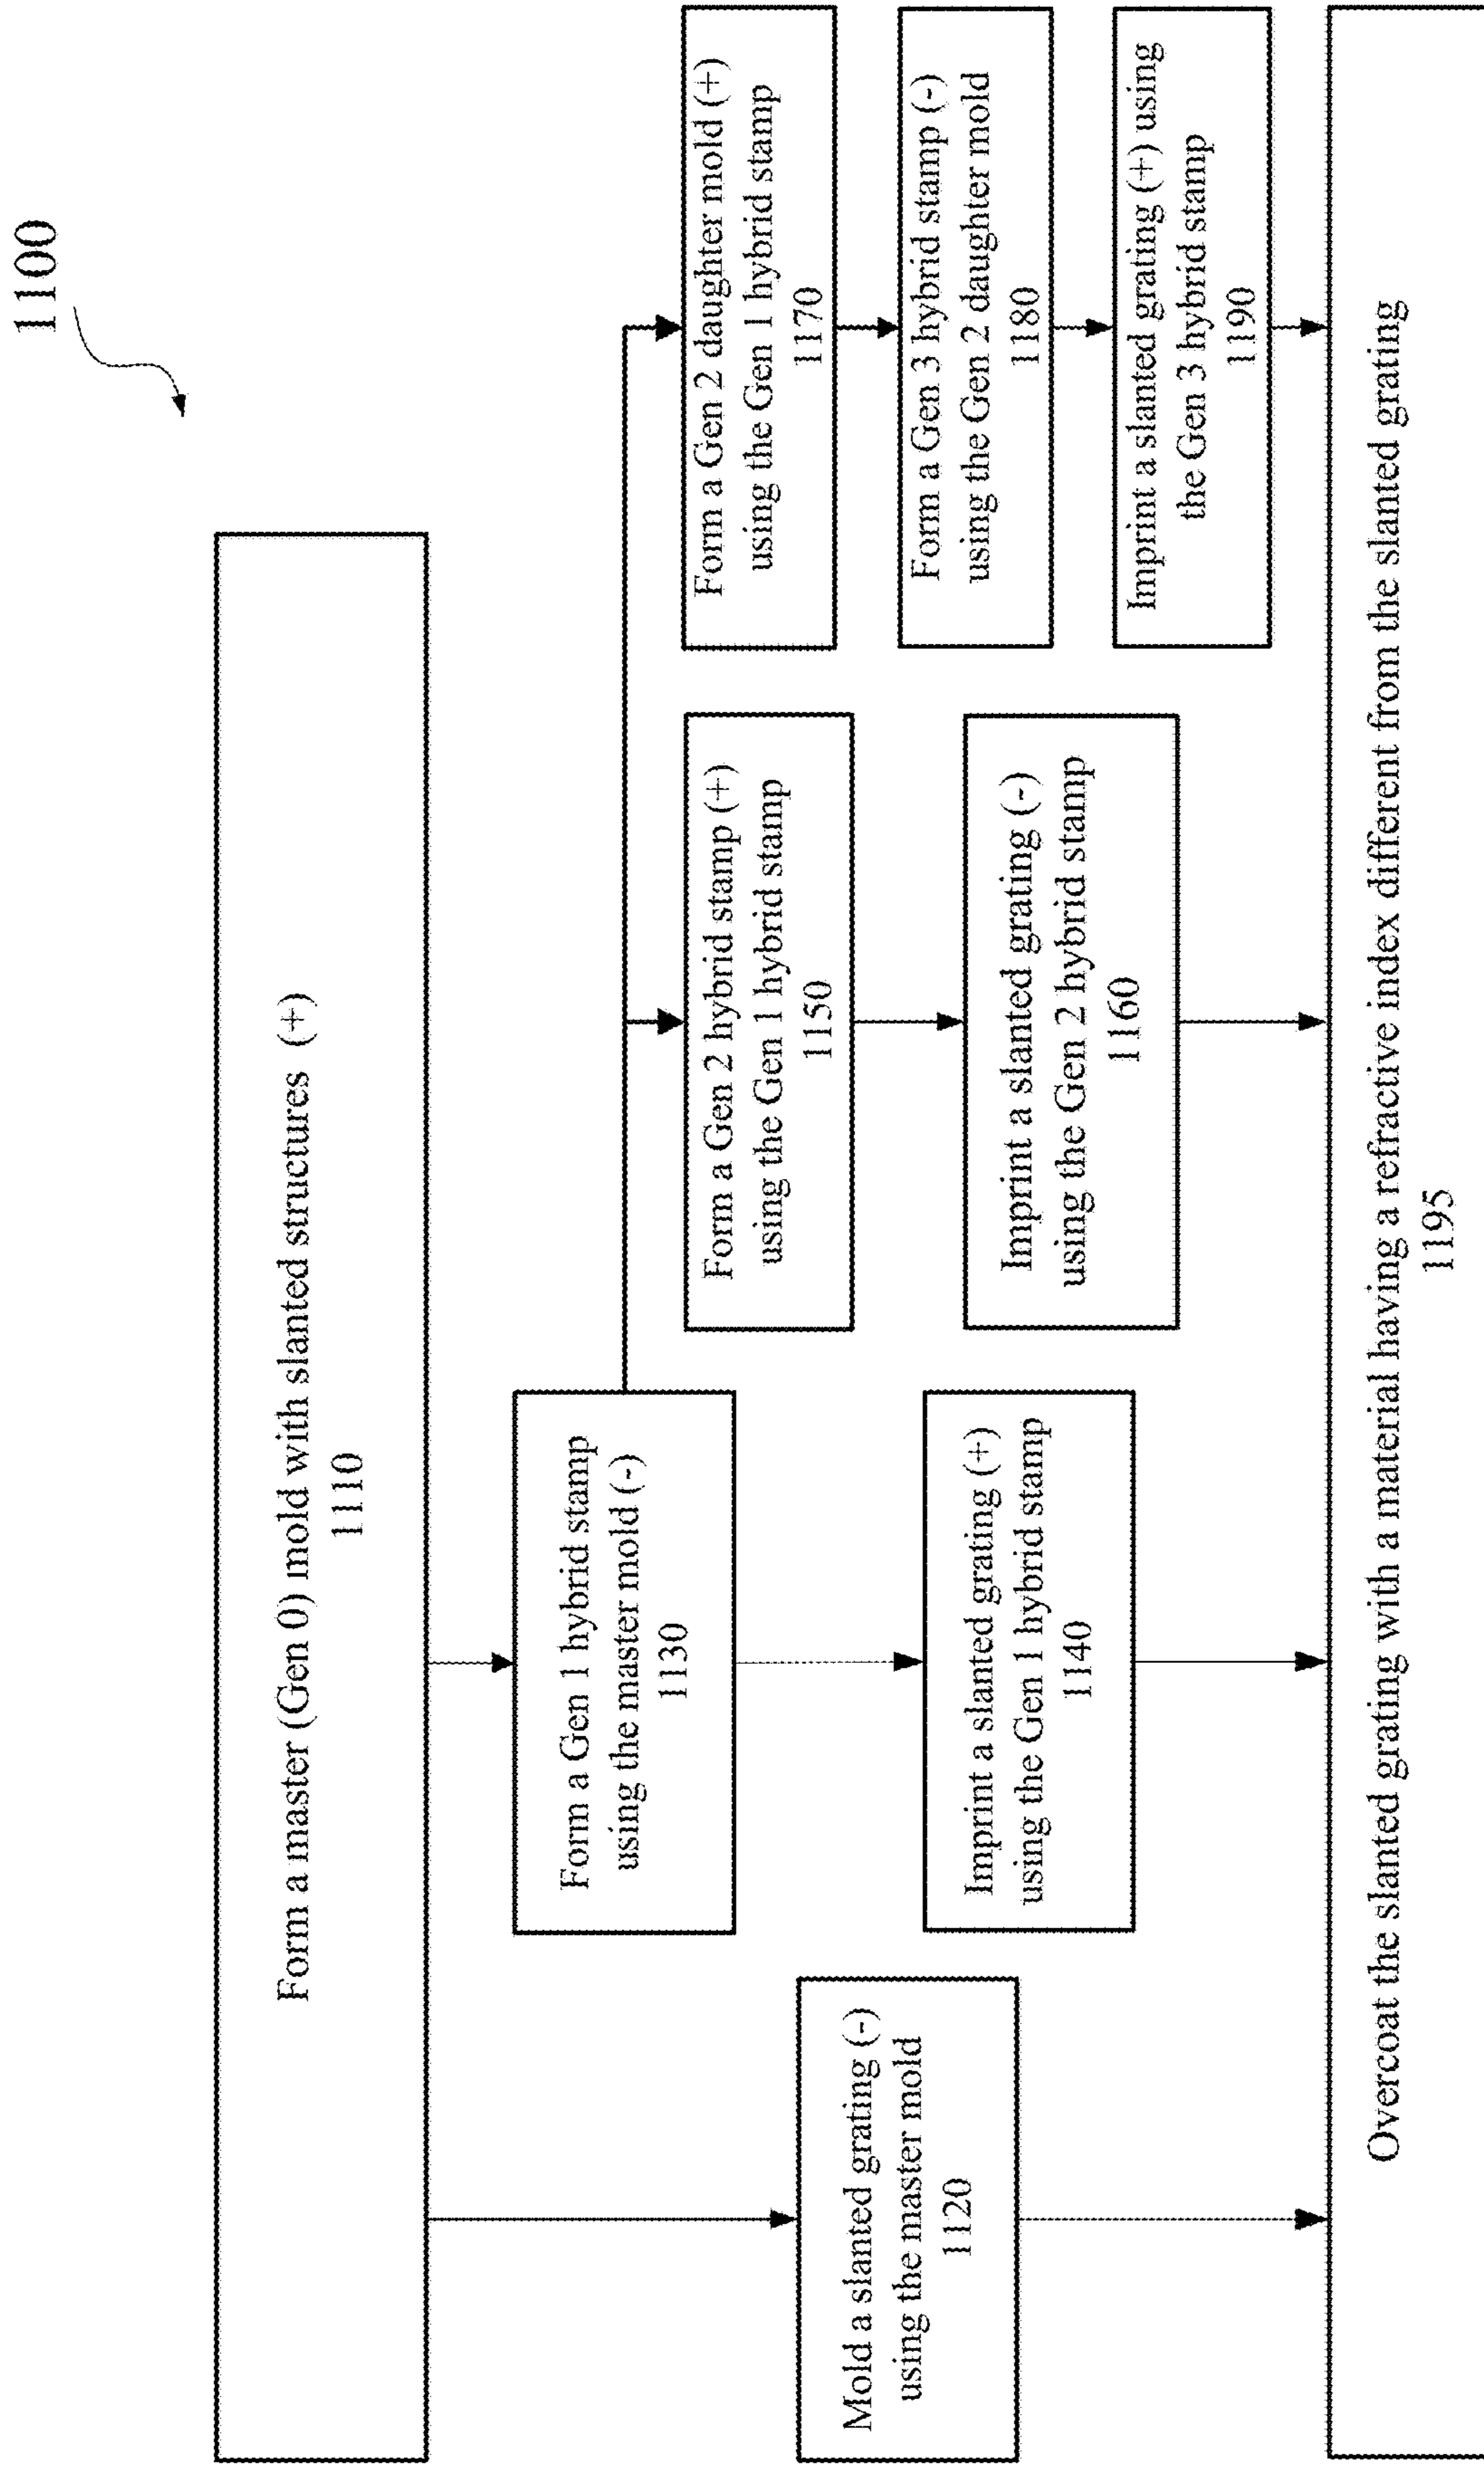 1100
Form a master (Gen 0) mold with slanted structures (+)
1110
Mold a slanted grating (-)
using the master mold
1120
Form a Gen 1 hybrid stamp
using the master mold (-)
1130
Imprint a slanted grating (+)
using the Gen 1 hybrid stamp
1140
Form a Gen 2 hybrid stamp (+)
using the Gen 1 hybrid stamp
1150
Imprint a slanted grating (-)
using the Gen 2 hybrid stamp
1160
Form a Gen 2 daughter mold (+)
using the Gen 1 hybrid stamp
1170
Form a Gen 3 hybrid stamp (-)
using the Gen 2 daughter mold
1180
Imprint a slanted grating (+) using
the Gen 3 hybrid stamp
1190
Overcoat the slanted grating with a material having a refractive index different from the slanted grating
1195